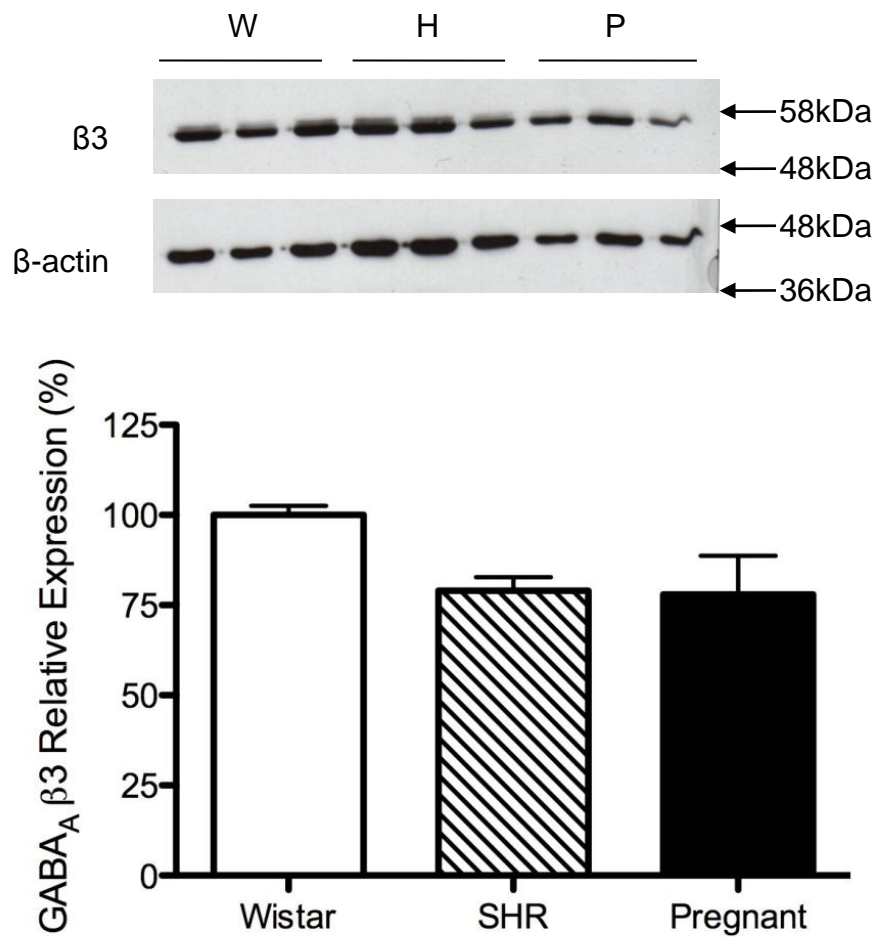 W H P
ß3
58kDa
48kDa
β-actin
48kDa
36kDa
GABAA β3 Relative Expression (%)
125
100
75
50
25
0
Wistar SHR Pregnant